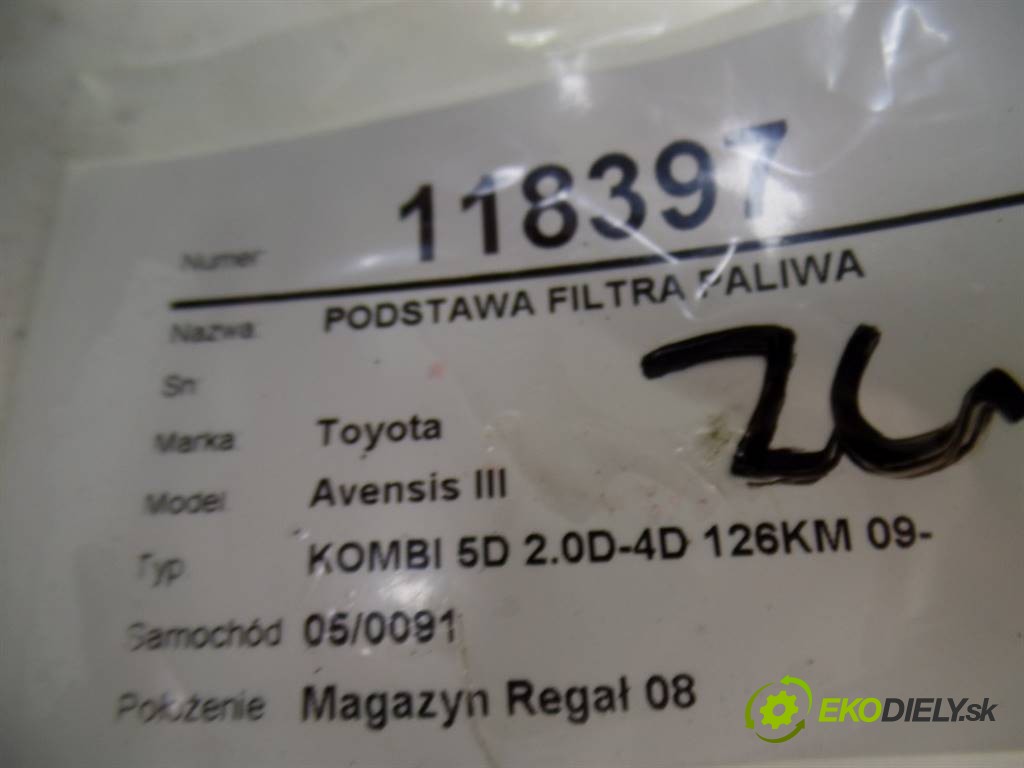 Numer 118397
Nazwa: PODSTAWA FILTRA PALIWA
Sn:
Marka: Toyota
Model: Avensis III
Typ: KOMBI 5D 2.0D-4D 126KM 09-
Samochód 05/0091
Położenie Magazyn Regał 08
EKODIELY.sk